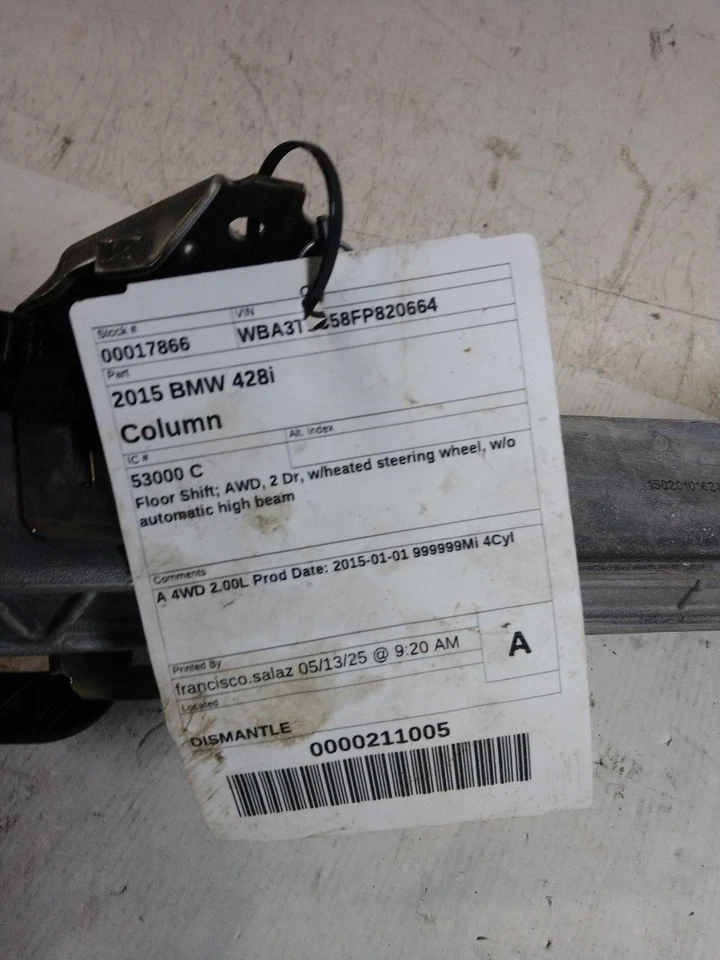 Stock #
VIN
00017866
Part
2015 BMW 428i
Column
IC #
Alt. Index
53000 C
Floor Shift; AWD, 2 Dr, w/heated steering wheel, w/o
automatic high beam
Comments
A 4WD 2.00L Prod Date: 2015-01-01 999999Mi 4Cyl
Printed By
francisco.salaz 05/13/25 @ 9:20 AM
A
Located
DISMANTLE
0000211005